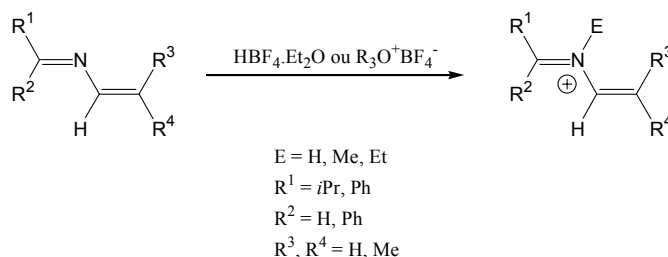 R¹
N
R³
R²
R⁴
H
HBF₄.Et₂O ou R₃O⁺BF₄⁻
R¹
E
N
R³
R²
⊕
R⁴
H
E = H, Me, Et
R¹ = iPr, Ph
R² = H, Ph
R³, R⁴ = H, Me